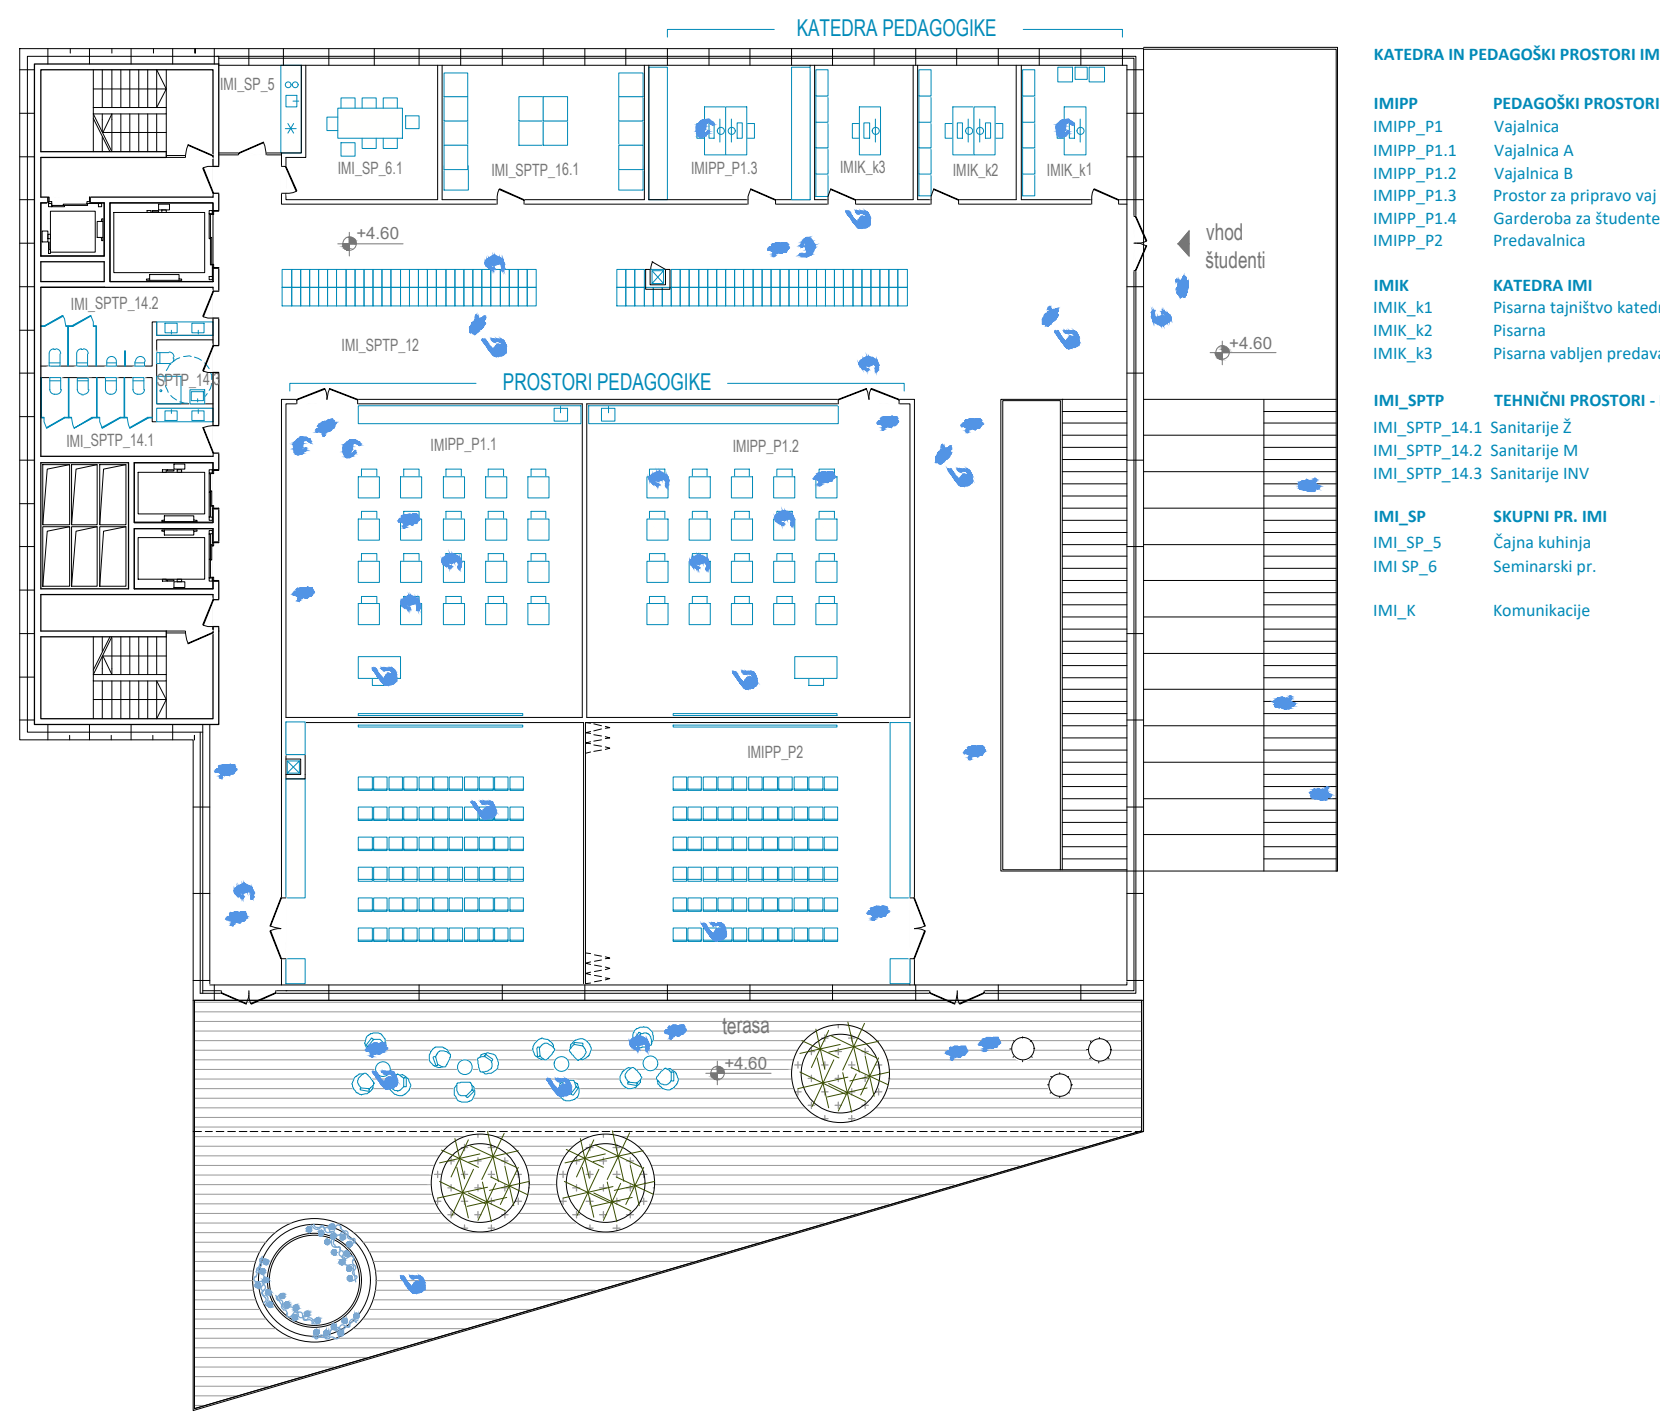 KATEDRA PEDAGOGIKE
IMI_SP_5
IMI_SP_6.1
IMI_SPTP_16.1
IMIPP_P1.3
IMIK_k3
IMIK_k2
IMIK_k1
+4.60
vhod
študenti
+4.60
IMI_SPTP_14.2
IMI_SPTP_12
SPTP_14.3
PROSTORI PEDAGOGIKE
IMI_SPTP_14.1
IMIPP_P1.1
IMIPP_P1.2
IMIPP_P2
terasa
+4.60
KATEDRA IN PEDAGOŠKI PROSTORI IM
IMIPP PEDAGOŠKI PROSTORI
IMIPP_P1 Vajalnica
IMIPP_P1.1 Vajalnica A
IMIPP_P1.2 Vajalnica B
IMIPP_P1.3 Prostor za pripravo vaj
IMIPP_P1.4 Garderoba za študente
IMIPP_P2 Predavalnica
IMIK KATEDRA IMI
IMIK_k1 Pisarna tajništvo kated
IMIK_k2 Pisarna
IMIK_k3 Pisarna vabljen predava
IMI_SPTP TEHNIČNI PROSTORI -
IMI_SPTP_14.1 Sanitarije Ž
IMI_SPTP_14.2 Sanitarije M
IMI_SPTP_14.3 Sanitarije INV
IMI_SP SKUPNI PR. IMI
IMI_SP_5 Čajna kuhinja
IMI SP_6 Seminarski pr.
IMI_K Komunikacije